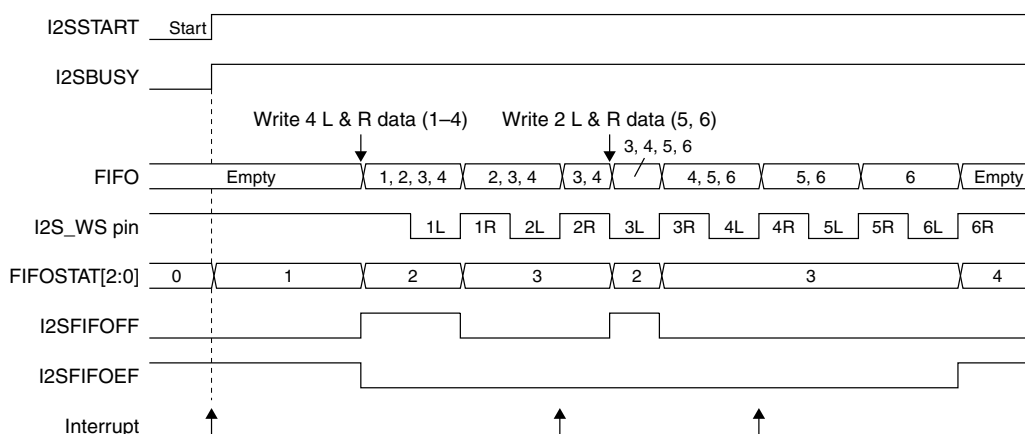 I2SSTART Start
I2SBUSY
Write 4 L & R data (1–4) Write 2 L & R data (5, 6)
3, 4, 5, 6
FIFO Empty 1, 2, 3, 4 2, 3, 4 3, 4 4, 5, 6 5, 6 6 Empty
I2S_WS pin 1L 1R 2L 2R 3L 3R 4L 4R 5L 5R 6L 6R
FIFOSTAT[2:0] 0 1 2 3 2 3 4
I2SFIFOFF
I2SFIFOEF
Interrupt